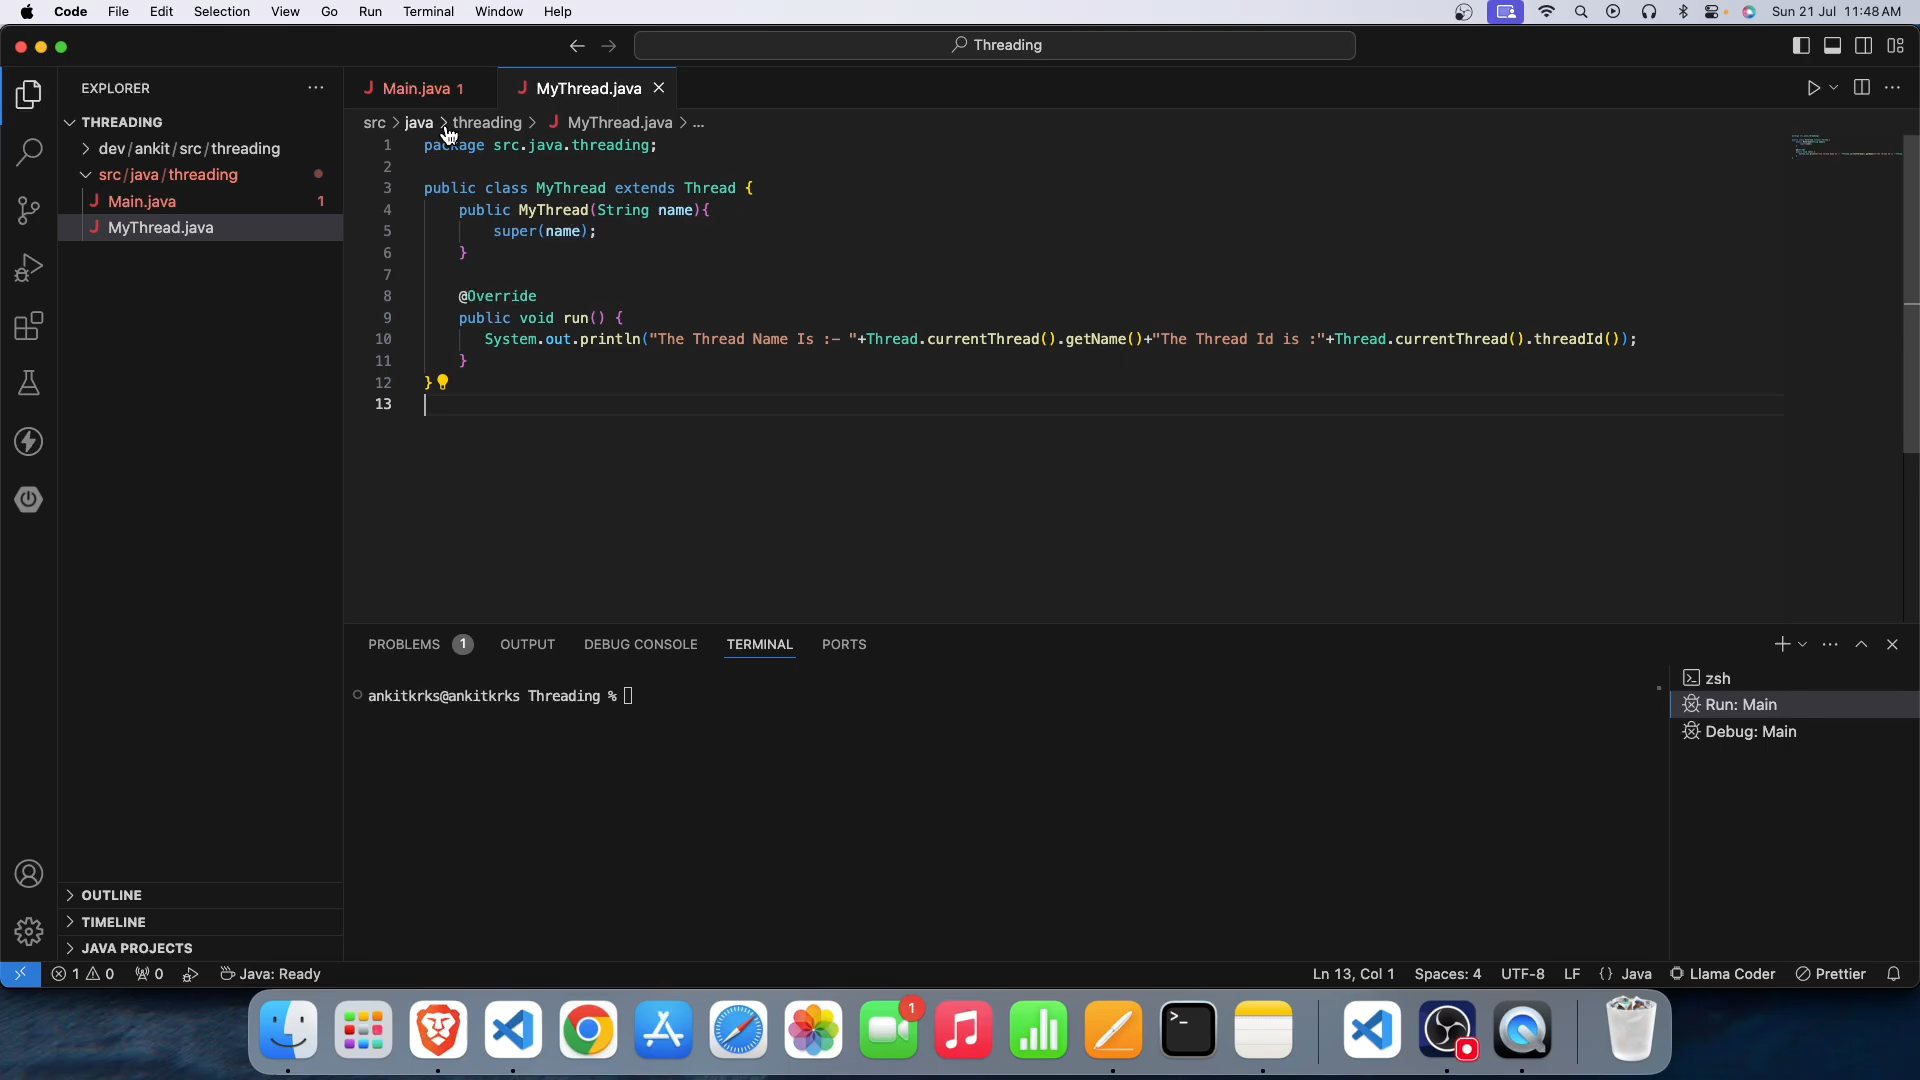 Code File Edit Selection View Go Run Terminal Window Help Sun 21 Jul 11:48 AM
Threading
EXPLORER
THREADING
dev/ankit/src/threading
src/java/threading
Main.java 1
MyThread.java
OUTLINE
TIMELINE
JAVA PROJECTS
Main.java 1 MyThread.java
src > java > threading > MyThread.java > ...
1 package src.java.threading;
2
3 public class MyThread extends Thread {
4 public MyThread(String name){
5 super(name);
6 }
7
8 @Override
9 public void run() {
10 System.out.println("The Thread Name Is :- "+Thread.currentThread().getName()+"The Thread Id is :"+Thread.currentThread().threadId());
11 }
12 }
13
PROBLEMS 1 OUTPUT DEBUG CONSOLE TERMINAL PORTS
ankitkrks@ankitkrks Threading %
zsh
Run: Main
Debug: Main
1 0 0 Java: Ready Ln 13, Col 1 Spaces: 4 UTF-8 LF {} Java Llama Coder Prettier
1